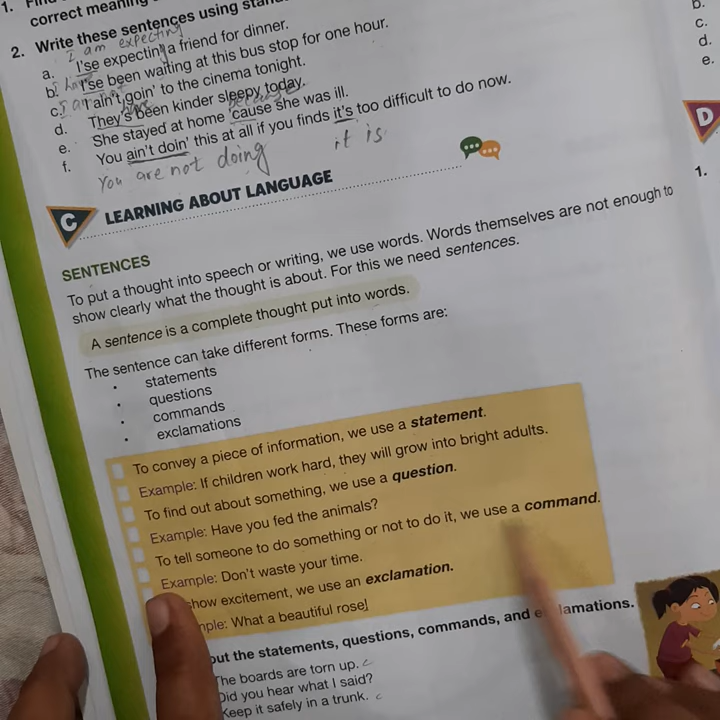 1.
correct meaning
2. Write these sentences using
I am expecting
a. I'se expecting a friend for dinner.
b. I'se been waiting at this bus stop for one hour.
c. I ain't goin' to the cinema tonight.
have
d. They's been kinder sleepy today.
because
e. She stayed at home 'cause she was ill.
f. You ain't doin' this at all if you finds it's too difficult to do now.
You are not doing it is
C LEARNING ABOUT LANGUAGE
SENTENCES
To put a thought into speech or writing, we use words. Words themselves are not enough to
show clearly what the thought is about. For this we need sentences.
A sentence is a complete thought put into words.
The sentence can take different forms. These forms are:
• statements
• questions
• commands
• exclamations
To convey a piece of information, we use a statement.
Example: If children work hard, they will grow into bright adults.
To find out about something, we use a question.
Example: Have you fed the animals?
To tell someone to do something or not to do it, we use a command.
Example: Don't waste your time.
show excitement, we use an exclamation.
What a beautiful rose!
out the statements, questions, commands, and
The boards are torn up. c
Did you hear what I said?
Keep it safely in a trunk. c
b.
c.
d.
e.
D
1.